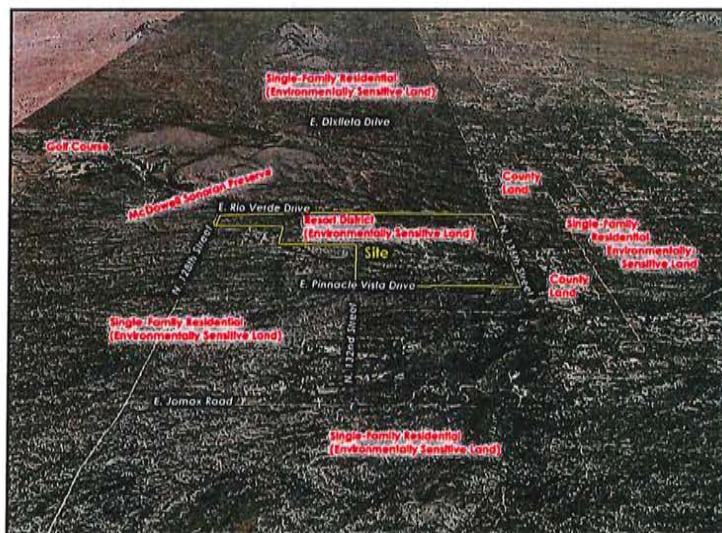 Single-Family Residential
(Environmentally Sensitive Land)
E. Dixileta Drive
Golf Course
County
Land
McDowell Sonoran Preserve
E. Rio Verde Drive
Resort District
(Environmentally Sensitive Land)
Single-Family
Residential
Environmentally
Sensitive Land
N. 128th Street
Site
N. 136th Street
County
Land
E. Pinnacle Vista Drive
Single-Family Residential
(Environmentally Sensitive Land)
N. 132nd Street
E. Jomax Road
Single-Family Residential
(Environmentally Sensitive Land)